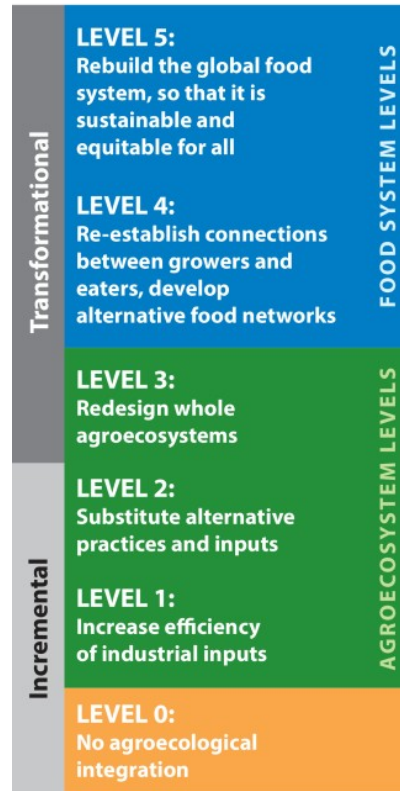 LEVEL 5:
Rebuild the global food
system, so that it is
sustainable and
equitable for all
LEVEL 4:
Re-establish connections
between growers and
eaters, develop
alternative food networks
LEVEL 3:
Redesign whole
agroecosystems
LEVEL 2:
Substitute alternative
practices and inputs
LEVEL 1:
Increase efficiency
of industrial inputs
LEVEL 0:
No agroecological
integration
Transformational
Incremental
FOOD SYSTEM LEVELS
AGROECOSYSTEM LEVELS